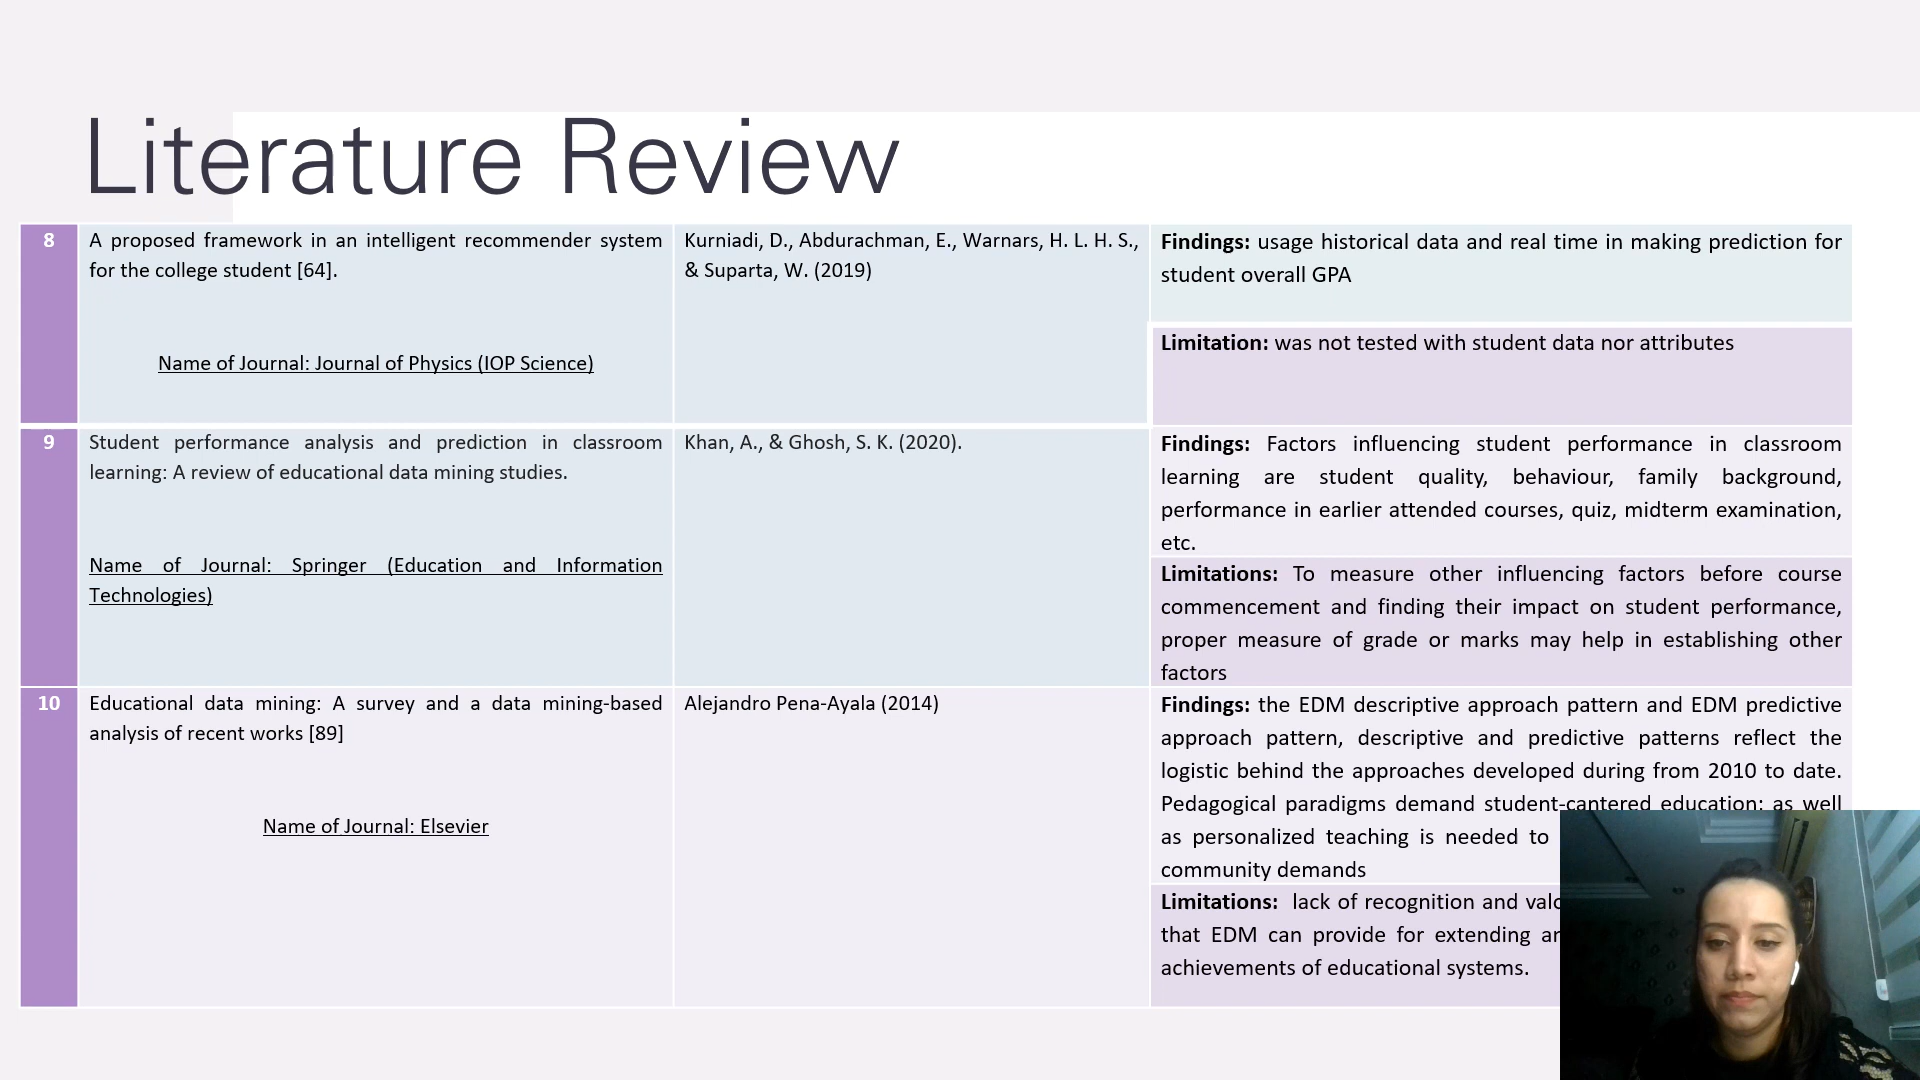 Literature Review
8
A proposed framework in an intelligent recommender system
for the college student [64].
Name of Journal: Journal of Physics (IOP Science)
Kurniadi, D., Abdurachman, E., Warnars, H. L. H. S.,
& Suparta, W. (2019)
Findings: usage historical data and real time in making prediction for
student overall GPA
Limitation: was not tested with student data nor attributes
9
Student performance analysis and prediction in classroom
learning: A review of educational data mining studies.
Name of Journal: Springer (Education and Information
Technologies)
Khan, A., & Ghosh, S. K. (2020).
Findings: Factors influencing student performance in classroom
learning are student quality, behaviour, family background,
performance in earlier attended courses, quiz, midterm examination,
etc.
Limitations: To measure other influencing factors before course
commencement and finding their impact on student performance,
proper measure of grade or marks may help in establishing other
factors
10
Educational data mining: A survey and a data mining-based
analysis of recent works [89]
Name of Journal: Elsevier
Alejandro Pena-Ayala (2014)
Findings: the EDM descriptive approach pattern and EDM predictive
approach pattern, descriptive and predictive patterns reflect the
logistic behind the approaches developed during from 2010 to date.
Pedagogical paradigms demand student-cantered education; as well
as personalized teaching is needed to
community demands
Limitations: lack of recognition and
that EDM can provide for extending
achievements of educational systems.